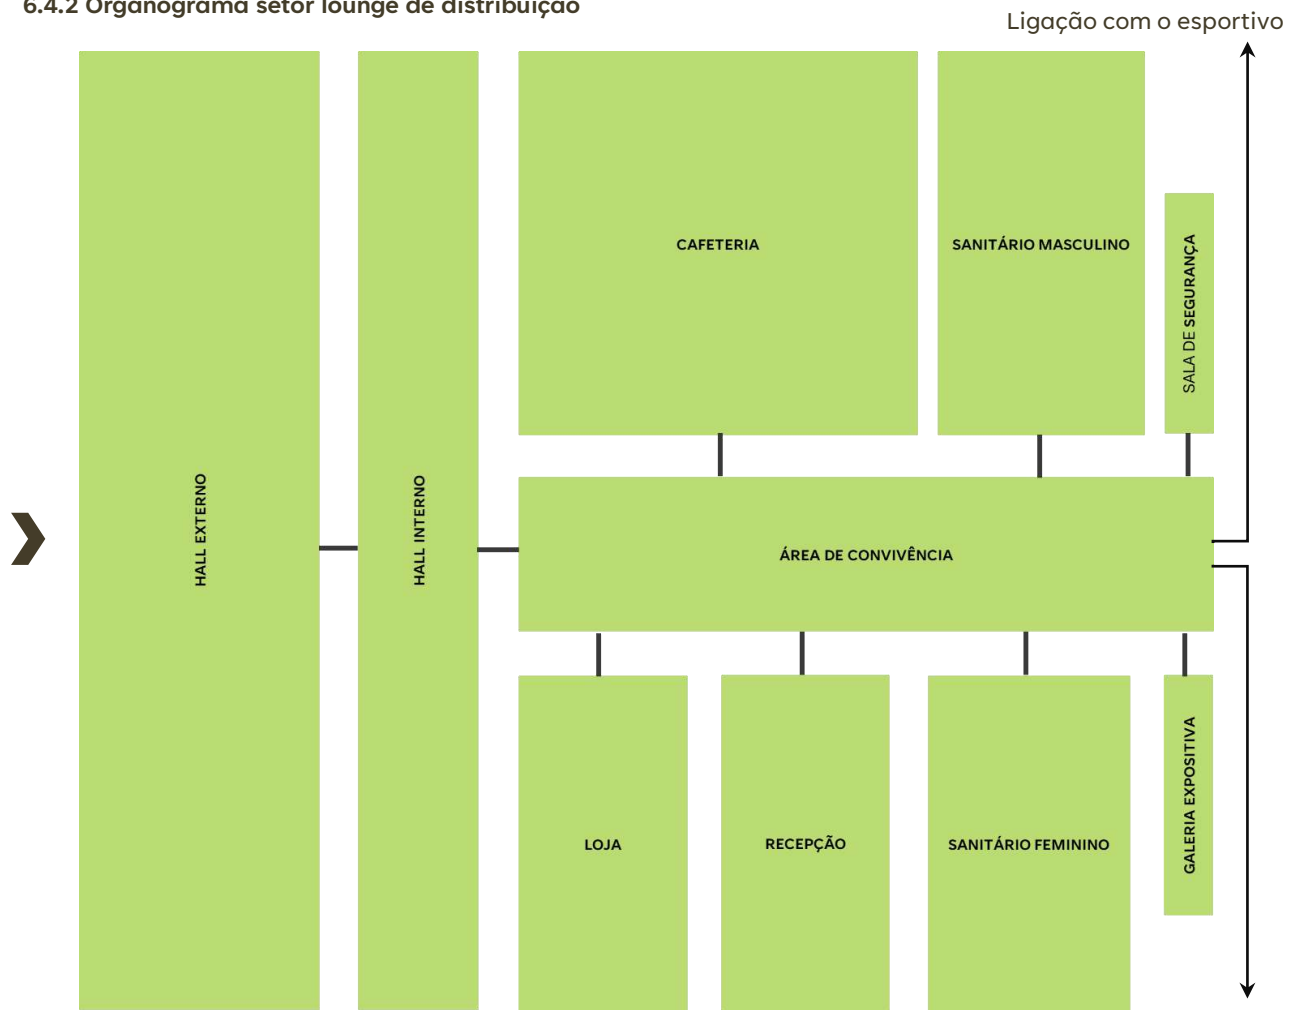 6.4.2 Organograma setor lounge de distribuição
Ligação com o esportivo
CAFETERIA
SANITÁRIO MASCULINO
SALA DE SEGURANÇA
HALL EXTERNO
HALL INTERNO
ÁREA DE CONVIVÊNCIA
LOJA
RECEPÇÃO
SANITÁRIO FEMININO
GALERIA EXPOSITIVA